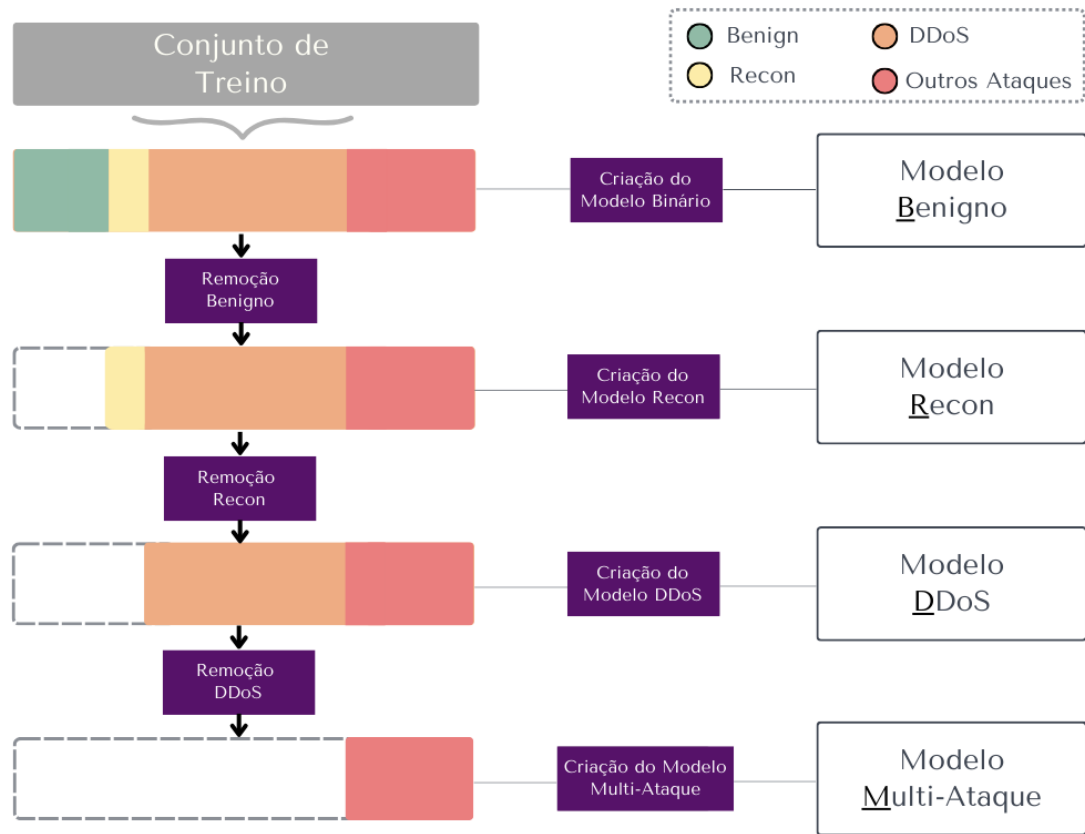 Conjunto de
Treino
Benign
DDoS
Recon
Outros Ataques
Criação do
Modelo Binário
Modelo
Benigno
Remoção
Benigno
Criação do
Modelo Recon
Modelo
Recon
Remoção
Recon
Criação do
Modelo DDoS
Modelo
DDoS
Remoção
DDoS
Criação do Modelo
Multi-Ataque
Modelo
Multi-Ataque